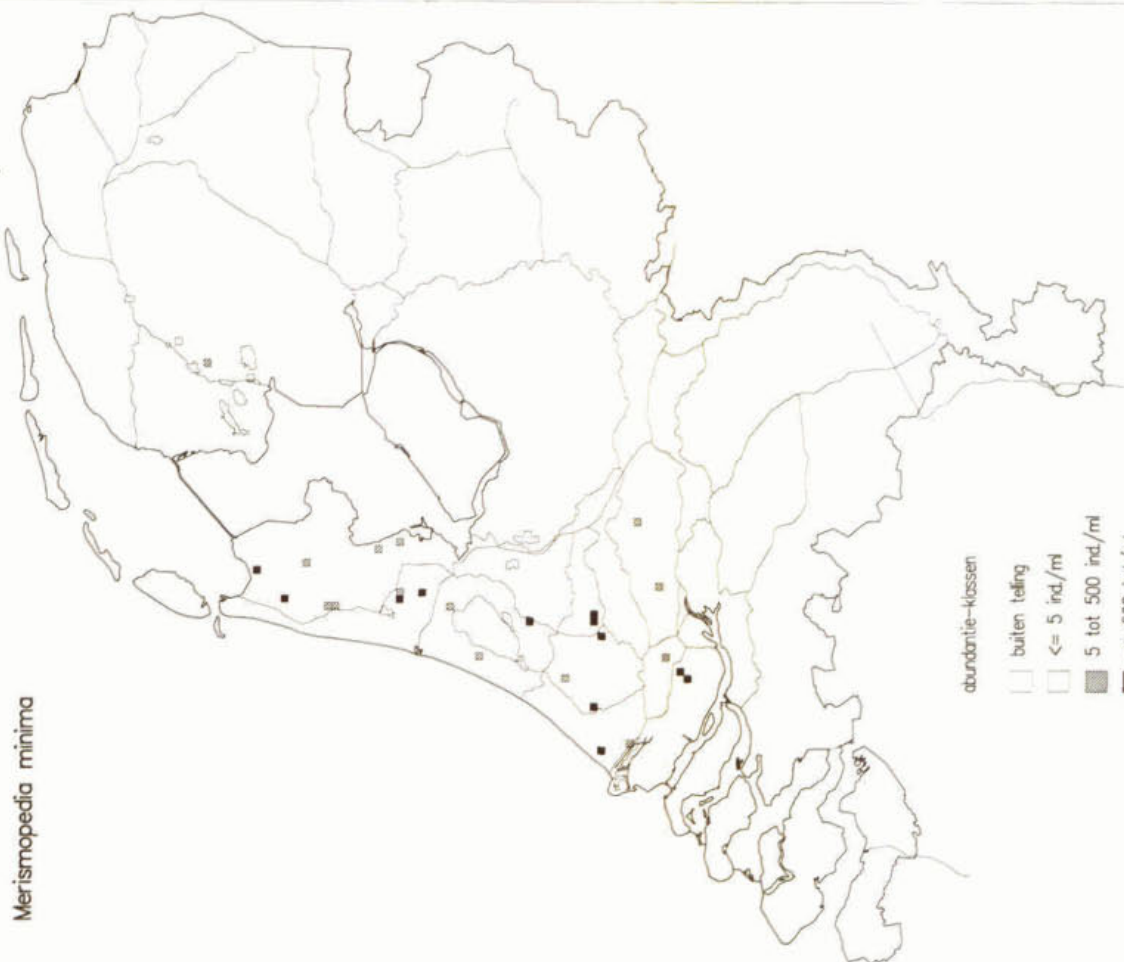 Merismopedia minima
abundantie-klassen
buiten telling
<= 5 ind./ml
5 tot 500 ind./ml